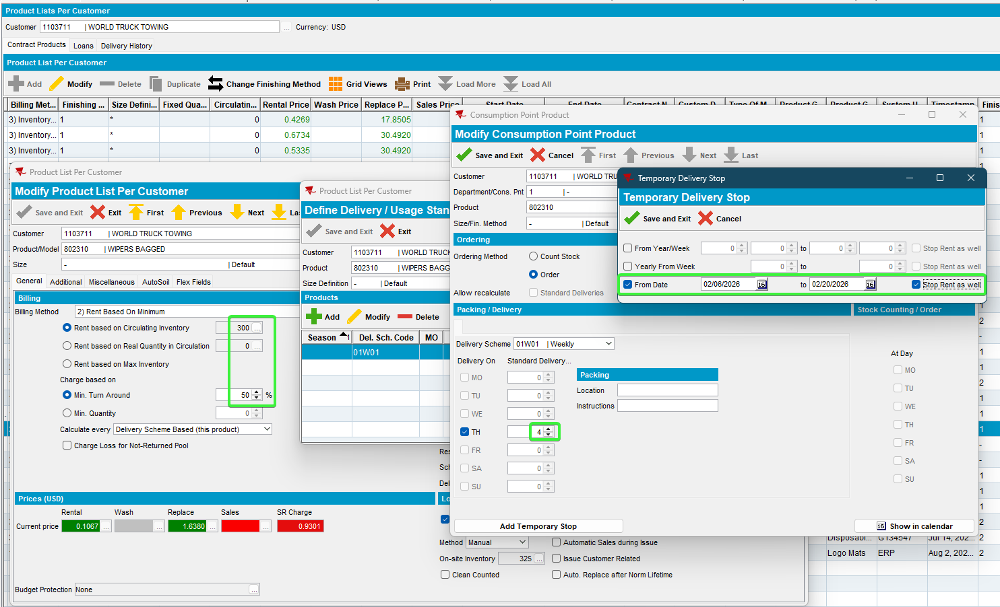 Product Lists Per Customer
Customer 1103711 | WORLD TRUCK TOWING ... Currency: USD
Contract Products Loans Delivery History
Product List Per Customer
Add Modify Delete Duplicate Change Finishing Method Grid Views Print Load More Load All
Billing Met... Finishing ... Size Defini... Fixed Qua... Circulatin... Rental Price Wash Price Replace P... Sales Price Start Date End Date Contract N... Custom D... Type Of M... Product G... Product G... System U... Timestamp Finis
3) Inventory... 1 * 0 0.4269 17.8505
3) Inventory... 1 * 0 0.6734 30.4920
3) Inventory... 1 * 0 0.5335 30.4920
Product List Per Customer
Modify Product List Per Customer
Save and Exit Exit First Previous Next Las
Customer 1103711 | WORLD TRUCK TOWING
Product/Model 802310 | WIPERS BAGGED
Size - | Default
General Additional Miscellaneous AutoSoil Flex Fields
Billing
Billing Method 2) Rent Based On Minimum
Rent based on Circulating Inventory 300 ...
Rent based on Real Quantity in Circulation 0 ...
Rent based on Max Inventory
Charge based on
Min. Turn Around 50 %
Min. Quantity 0
Calculate every Delivery Scheme Based (this product)
Charge Loss for Not-Returned Pool
Prices (USD)
Rental Wash Replace Sales SR Charge
Current price 0.1067 ... ... 1.6380 ... ... 0.9301
Budget Protection None ...
Res
Sch
Del
Lo
Method Manual Automatic Sales during Issue
On-site Inventory 325 ... Issue Customer Related
Clean Counted Auto. Replace after Norm Lifetime
Product List Per Customer
Define Delivery / Usage Stan
Save and Exit Exit
Customer 1103711 | WORLD TRUCK
Product 802310 | WIPERS BAGG
Size Definition - | Default
Products
Add Modify Delete
Season 1 Del. Sch. Code MO
01W01
Consumption Point Product
Modify Consumption Point Product
Save and Exit Cancel First Previous Next Last
Customer 1103711 | WORLD TRU
Department/Cons. Pnt 1 | -
Product 802310
Size/Fin. Method - | Default
Ordering
Ordering Method Count Stock
Order
Allow recalculate Standard Deliveries
Packing / Delivery Stock Counting / Order
Delivery Scheme 01W01 | Weekly
Delivery On Standard Delivery...
MO 0
TU 0
WE 0
TH 4
FR 0
SA 0
SU 0
Packing
Location
Instructions
At Day
MO
TU
WE
TH
FR
SA
SU
Add Temporary Stop 16 Show in calendar
Temporary Delivery Stop
Temporary Delivery Stop
Save and Exit Cancel
From Year/Week 0 0 to 0 0 Stop Rent as well
Yearly From Week 0 to 0 Stop Rent as well
From Date 02/06/2026 16 to 02/20/2026 16 Stop Rent as well
Disposabl... GT34547 Jul 14, 202... 2
Logo Mats ERP Aug 2, 202... 2